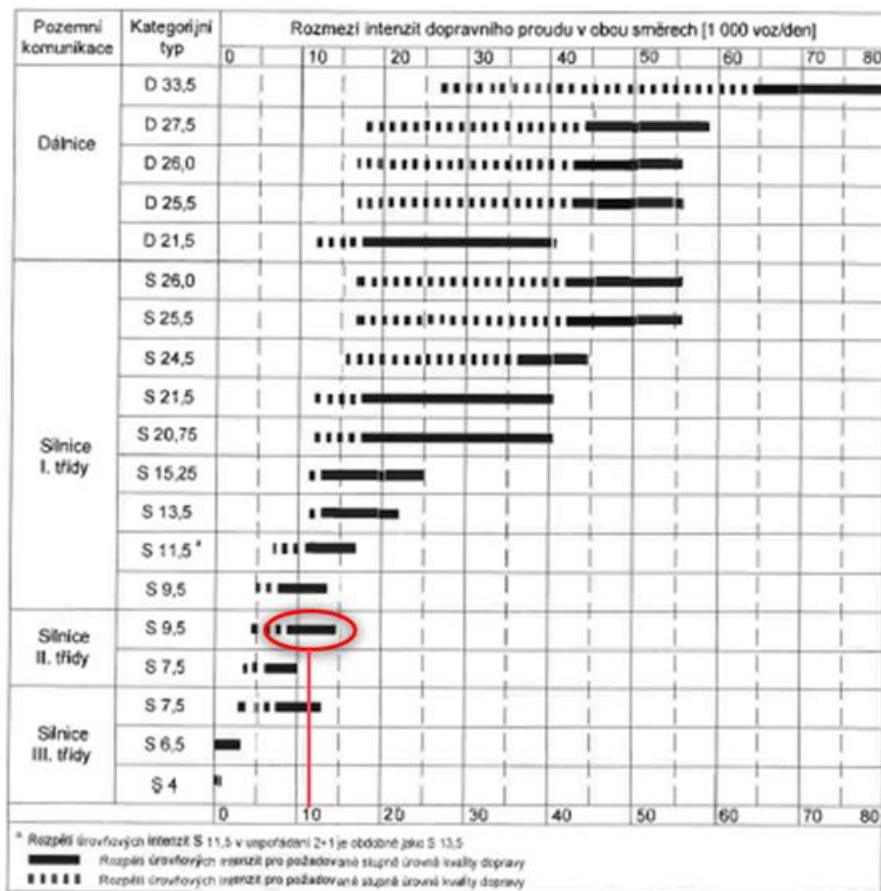 Pozemní komunikace Kategorijní typ Rozmezí intenzit dopravního proudu v obou směrech [1 000 voz/den]
0 10 20 30 40 50 60 70 80
Dálnice
D 33,5
D 27,5
D 26,0
D 25,5
D 21,5
Silnice I. třídy
S 26,0
S 25,5
S 24,5
S 21,5
S 20,75
S 15,25
S 13,5
S 11,5 *
S 9,5
Silnice II. třídy
S 9,5
S 7,5
Silnice III. třídy
S 7,5
S 6,5
S 4
0 10 20 30 40 50 60 70 80
* Rozpětí úrovňových intenzit S 11,5 v uspořádání 2+1 je obdobné jako S 13,5
Rozpětí úrovňových intenzit pro požadované stupně úrovně kvality dopravy
Rozpětí úrovňových intenzit pro požadované stupně úrovně kvality dopravy